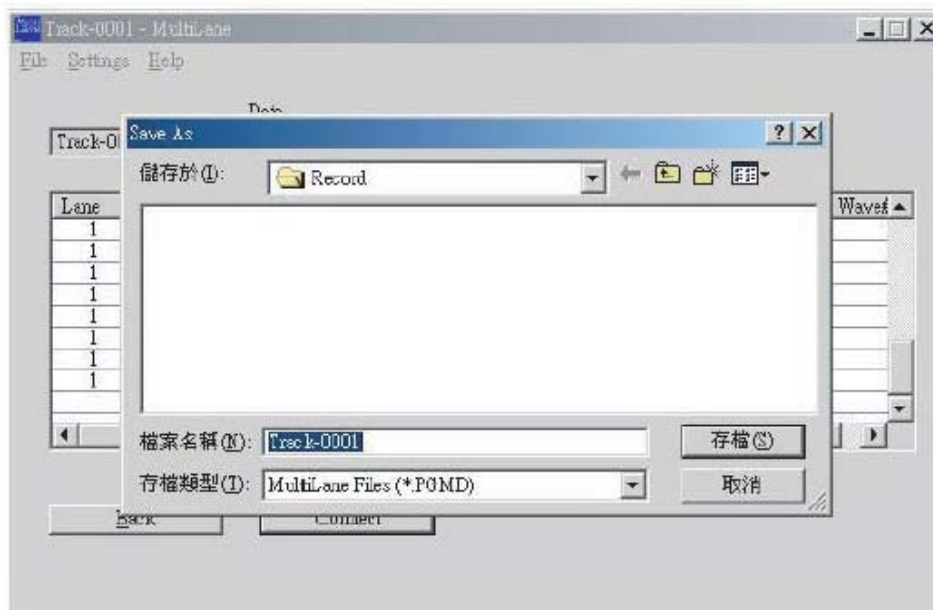 Track-0001 - MultiLane
File Settings Help
Data
Track-0
Save As
儲存於(I): Record
Lane
Wavef
1
1
1
1
1
1
1
1
檔案名稱(N): Track-0001 存檔(S)
存檔類型(T): MultiLane Files (*.PGMD) 取消
Back Connect